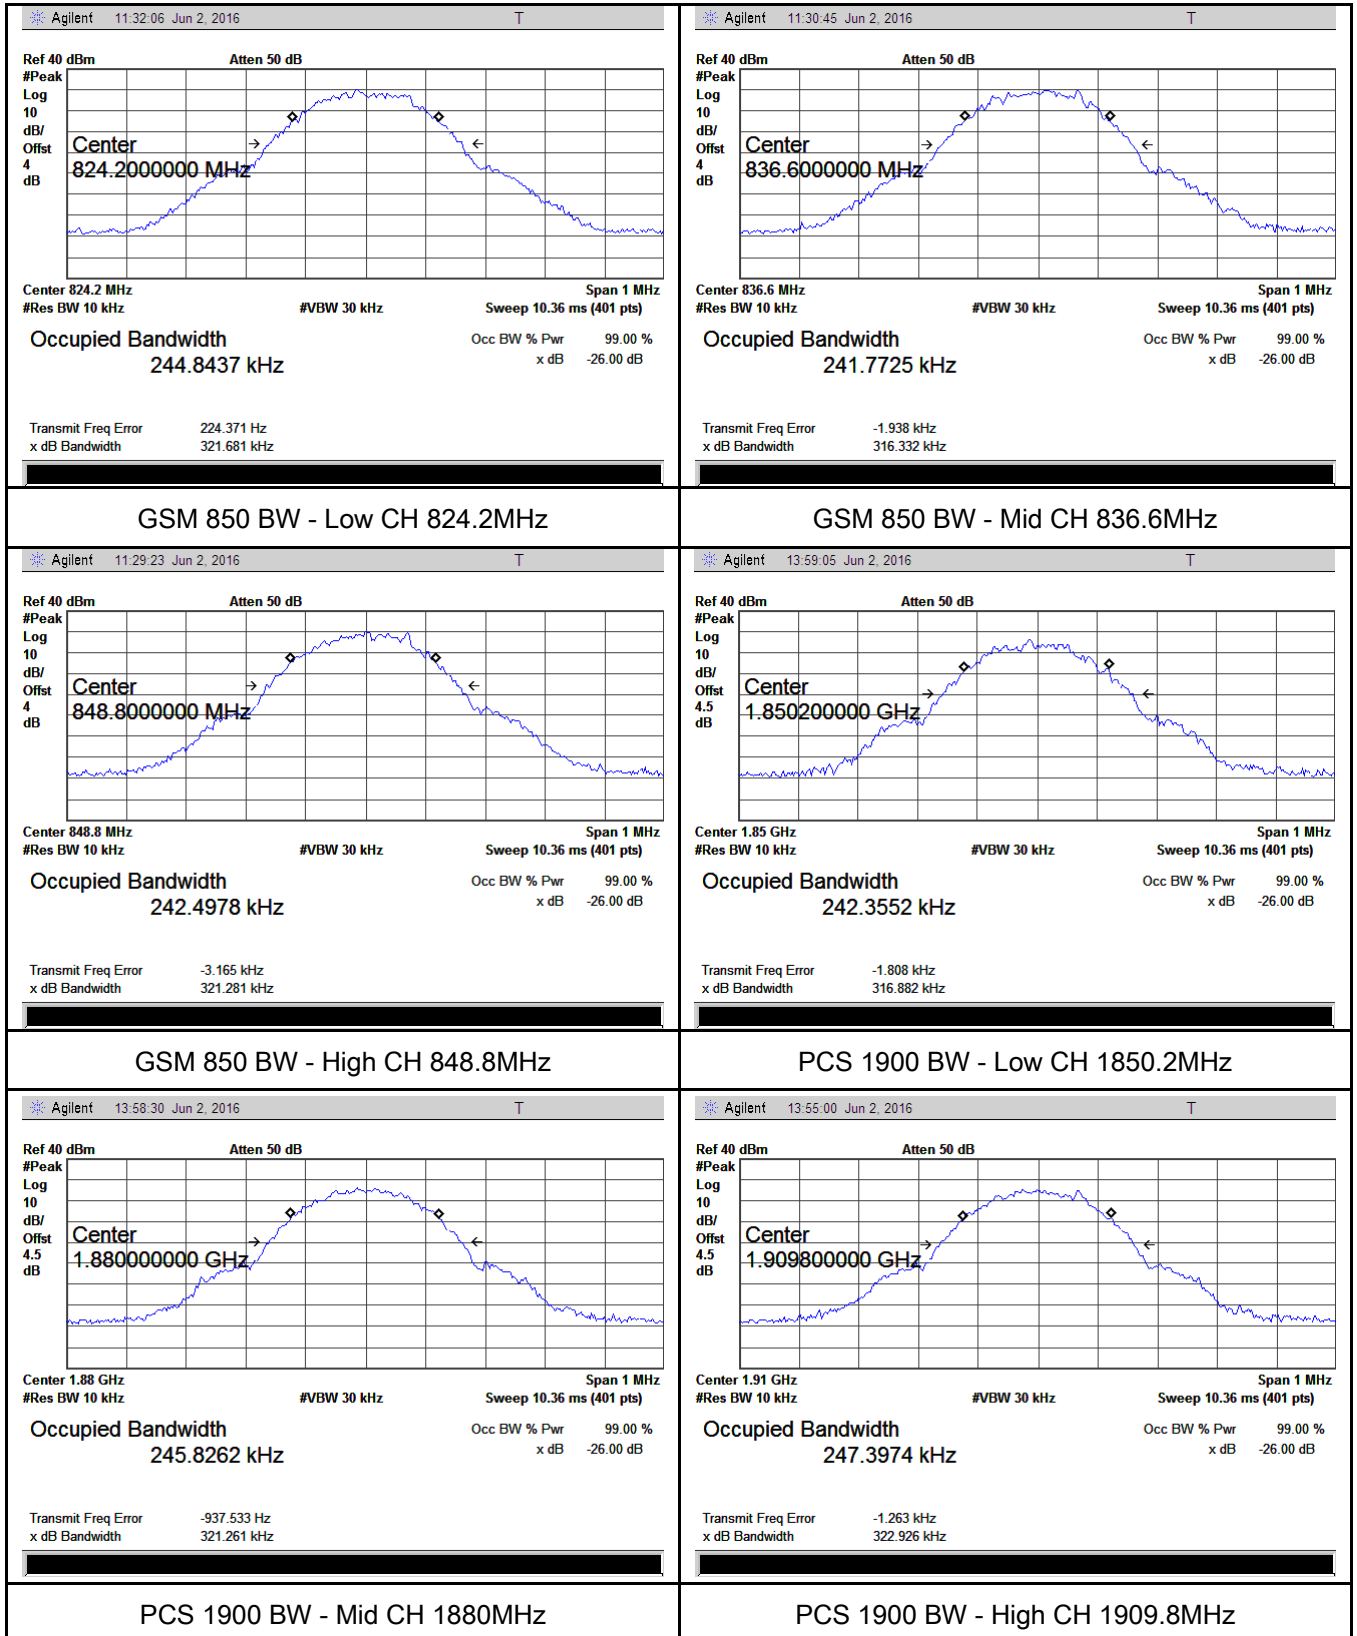 Agilent 11:32:06 Jun 2, 2016 T
Ref 40 dBm Atten 50 dB
#Peak
Log
10
dB/
Offst
4
dB
Center
824.2000000 MHz
Center 824.2 MHz Span 1 MHz
#Res BW 10 kHz #VBW 30 kHz Sweep 10.36 ms (401 pts)
Occupied Bandwidth Occ BW % Pwr 99.00 %
244.8437 kHz x dB -26.00 dB
Transmit Freq Error 224.371 Hz
x dB Bandwidth 321.681 kHz
GSM 850 BW - Low CH 824.2MHz
Agilent 11:30:45 Jun 2, 2016 T
Ref 40 dBm Atten 50 dB
#Peak
Log
10
dB/
Offst
4
dB
Center
836.6000000 MHz
Center 836.6 MHz Span 1 MHz
#Res BW 10 kHz #VBW 30 kHz Sweep 10.36 ms (401 pts)
Occupied Bandwidth Occ BW % Pwr 99.00 %
241.7725 kHz x dB -26.00 dB
Transmit Freq Error -1.938 kHz
x dB Bandwidth 316.332 kHz
GSM 850 BW - Mid CH 836.6MHz
Agilent 11:29:23 Jun 2, 2016 T
Ref 40 dBm Atten 50 dB
#Peak
Log
10
dB/
Offst
4
dB
Center
848.8000000 MHz
Center 848.8 MHz Span 1 MHz
#Res BW 10 kHz #VBW 30 kHz Sweep 10.36 ms (401 pts)
Occupied Bandwidth Occ BW % Pwr 99.00 %
242.4978 kHz x dB -26.00 dB
Transmit Freq Error -3.165 kHz
x dB Bandwidth 321.281 kHz
GSM 850 BW - High CH 848.8MHz
Agilent 13:59:05 Jun 2, 2016 T
Ref 40 dBm Atten 50 dB
#Peak
Log
10
dB/
Offst
4.5
dB
Center
1.850200000 GHz
Center 1.85 GHz Span 1 MHz
#Res BW 10 kHz #VBW 30 kHz Sweep 10.36 ms (401 pts)
Occupied Bandwidth Occ BW % Pwr 99.00 %
242.3552 kHz x dB -26.00 dB
Transmit Freq Error -1.808 kHz
x dB Bandwidth 316.882 kHz
PCS 1900 BW - Low CH 1850.2MHz
Agilent 13:58:30 Jun 2, 2016 T
Ref 40 dBm Atten 50 dB
#Peak
Log
10
dB/
Offst
4.5
dB
Center
1.880000000 GHz
Center 1.88 GHz Span 1 MHz
#Res BW 10 kHz #VBW 30 kHz Sweep 10.36 ms (401 pts)
Occupied Bandwidth Occ BW % Pwr 99.00 %
245.8262 kHz x dB -26.00 dB
Transmit Freq Error -937.533 Hz
x dB Bandwidth 321.261 kHz
PCS 1900 BW - Mid CH 1880MHz
Agilent 13:55:00 Jun 2, 2016 T
Ref 40 dBm Atten 50 dB
#Peak
Log
10
dB/
Offst
4.5
dB
Center
1.909800000 GHz
Center 1.91 GHz Span 1 MHz
#Res BW 10 kHz #VBW 30 kHz Sweep 10.36 ms (401 pts)
Occupied Bandwidth Occ BW % Pwr 99.00 %
247.3974 kHz x dB -26.00 dB
Transmit Freq Error -1.263 kHz
x dB Bandwidth 322.926 kHz
PCS 1900 BW - High CH 1909.8MHz